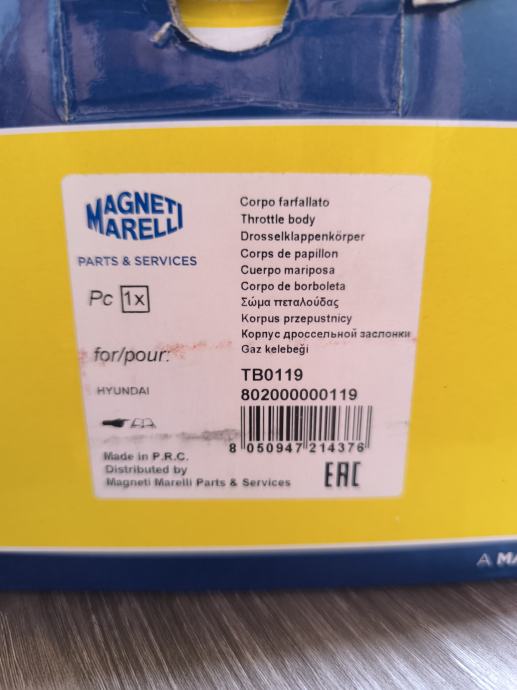 MAGNETI
MARELLI
PARTS & SERVICES
Pc 1x
for/pour:
HYUNDAI
Corpo farfallato
Throttle body
Drosselklappenkörper
Corps de papillon
Cuerpo mariposa
Corpo de borboleta
Σώμα πεταλούδας
Korpus przepustnicy
Корпус дроссельной заслонки
Gaz kelebeği
TB0119
802000000119
8 050947 214376
Made in P.R.C.
Distributed by
Magneti Marelli Parts & Services
EAC
A MA